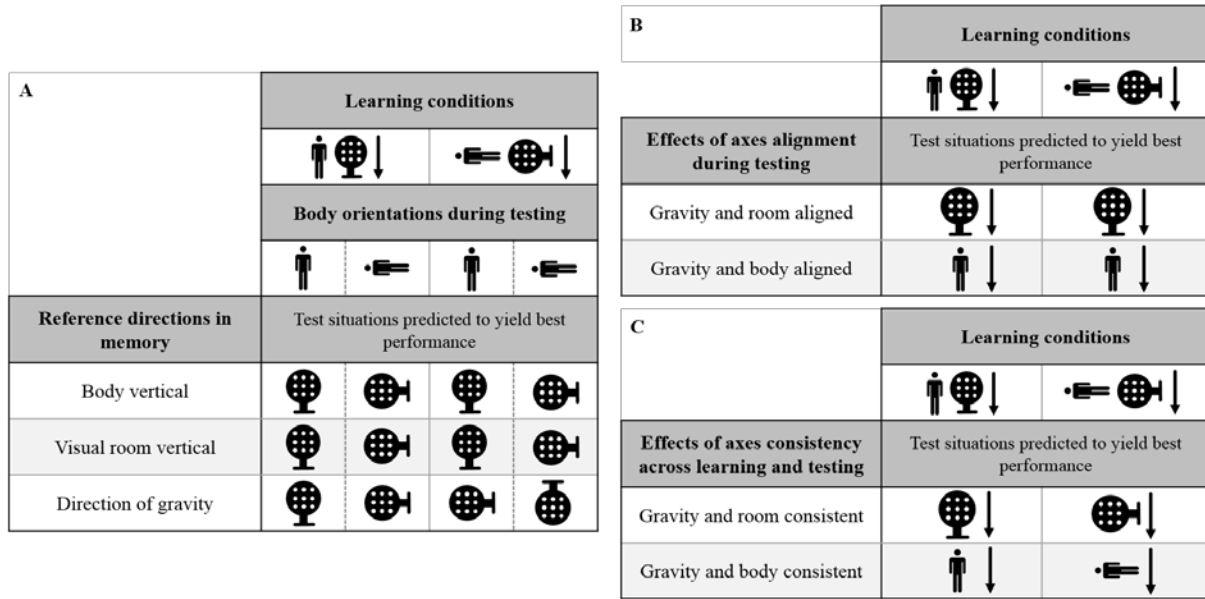 A
Learning conditions
Body orientations during testing
Reference directions in
memory
Test situations predicted to yield best
performance
Body vertical
Visual room vertical
Direction of gravity
B
Learning conditions
Effects of axes alignment
during testing
Test situations predicted to yield best
performance
Gravity and room aligned
Gravity and body aligned
C
Learning conditions
Effects of axes consistency
across learning and testing
Test situations predicted to yield best
performance
Gravity and room consistent
Gravity and body consistent